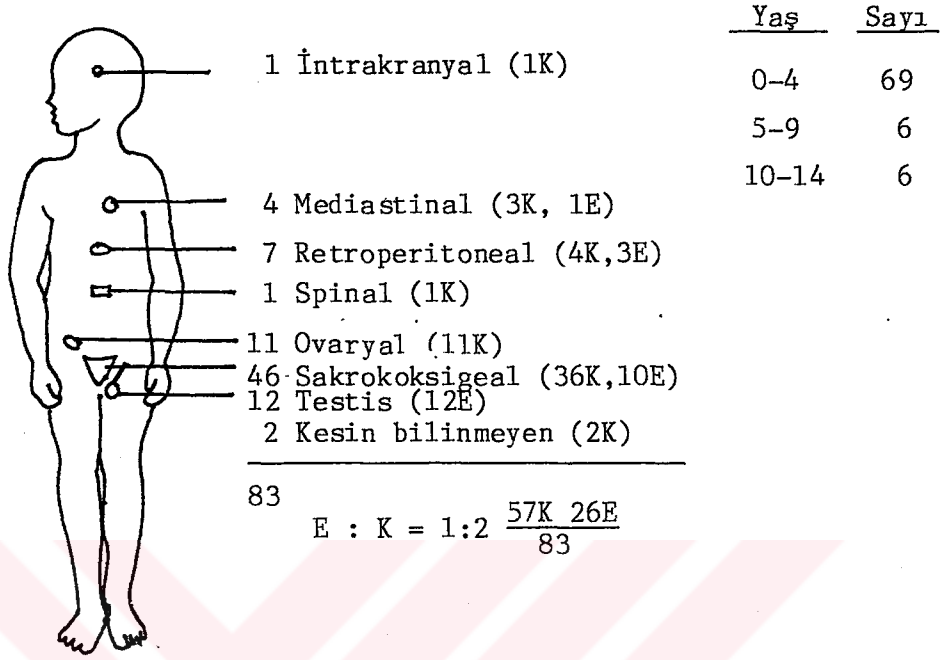 Yaş Sayı
0-4 69
5-9 6
10-14 6
1 İntrakranyal (1K)
4 Mediastinal (3K, 1E)
7 Retroperitoneal (4K,3E)
1 Spinal (1K)
11 Ovaryal (11K)
46 Sakrokoksigeal (36K,10E)
12 Testis (12E)
2 Kesin bilinmeyen (2K)
83
E : K = 1:2 57K 26E
83